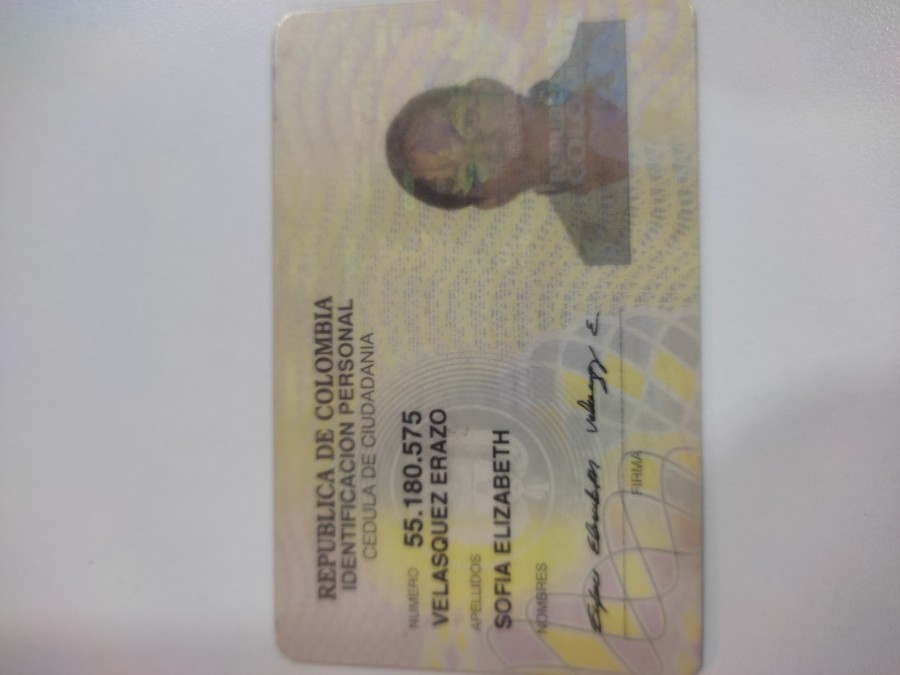 REPUBLICA DE COLOMBIA
IDENTIFICACION PERSONAL
CEDULA DE CIUDADANIA
NUMERO 55.180.575
VELASQUEZ ERAZO
APELLIDOS
SOFIA ELIZABETH
NOMBRES
Elizabeth Velasquez E.
FIRMA